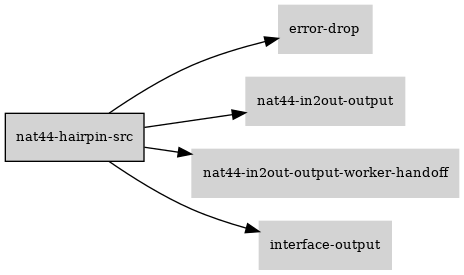 error-drop
nat44-in2out-output
nat44-hairpin-src
nat44-in2out-output-worker-handoff
interface-output